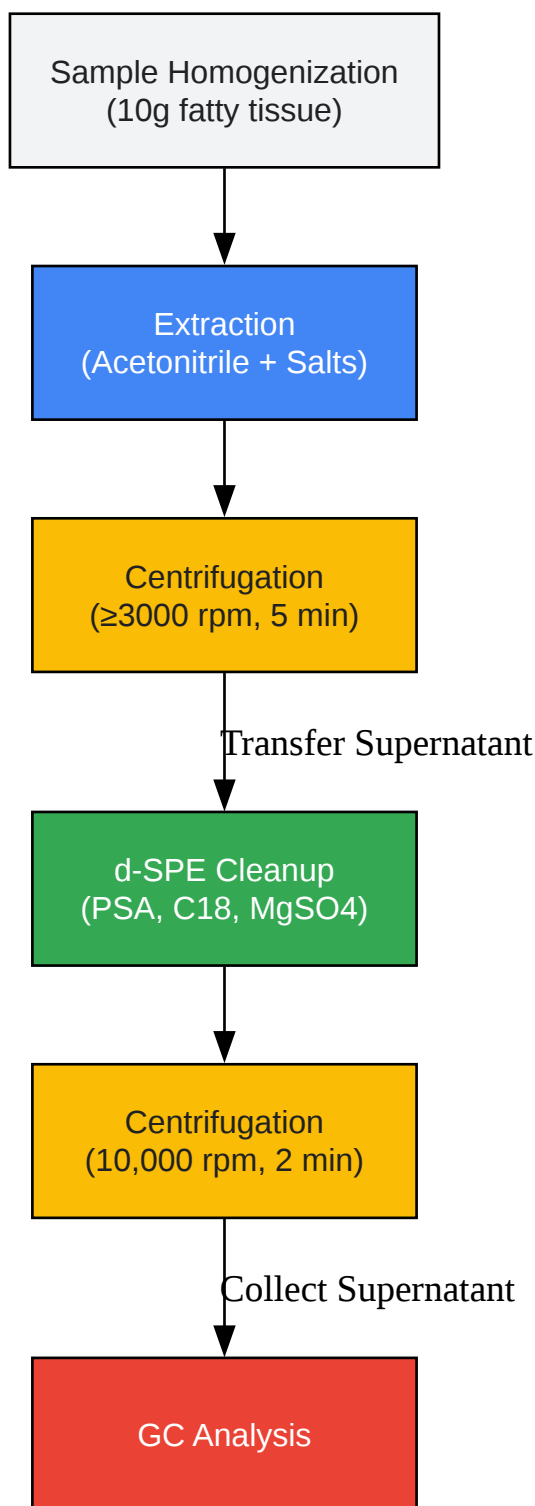 Sample Homogenization
(10g fatty tissue)
Extraction
(Acetonitrile + Salts)
Centrifugation
(≥3000 rpm, 5 min)
Transfer Supernatant
d-SPE Cleanup
(PSA, C18, MgSO4)
Centrifugation
(10,000 rpm, 2 min)
Collect Supernatant
GC Analysis